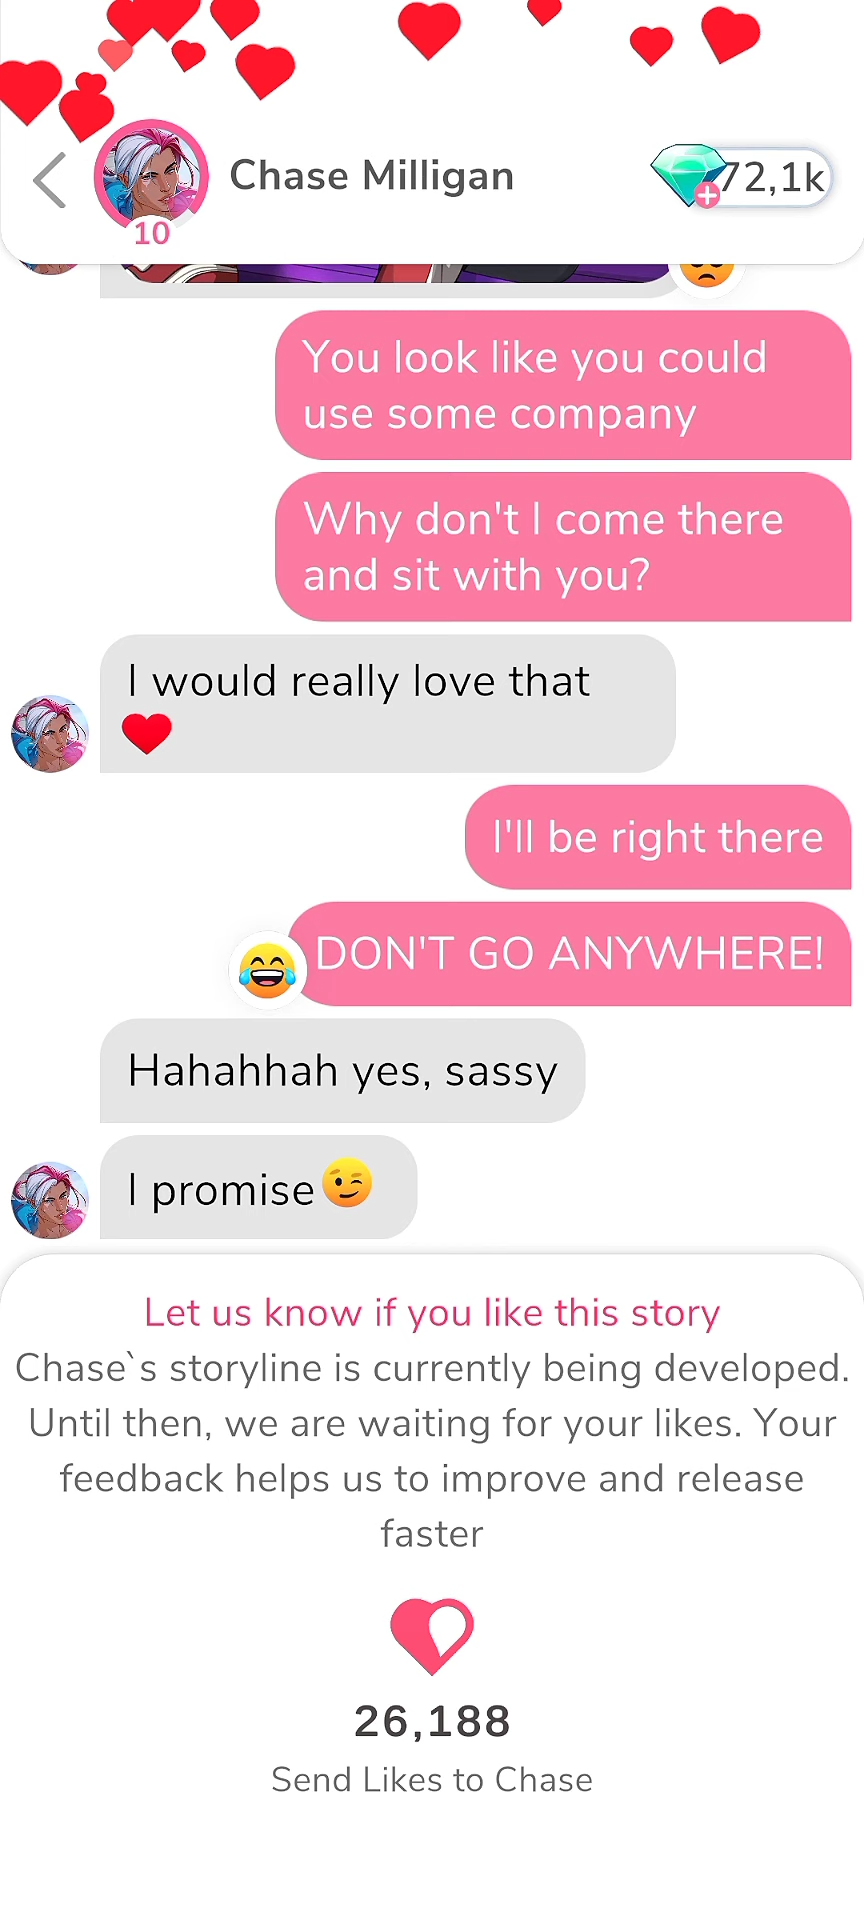 Chase Milligan
72,1k
10
You look like you could
use some company
Why don't I come there
and sit with you?
I would really love that
❤️
I'll be right there
DON'T GO ANYWHERE!
Hahahhah yes, sassy
I promise😉
Let us know if you like this story
Chase`s storyline is currently being developed.
Until then, we are waiting for your likes. Your
feedback helps us to improve and release
faster
26,188
Send Likes to Chase